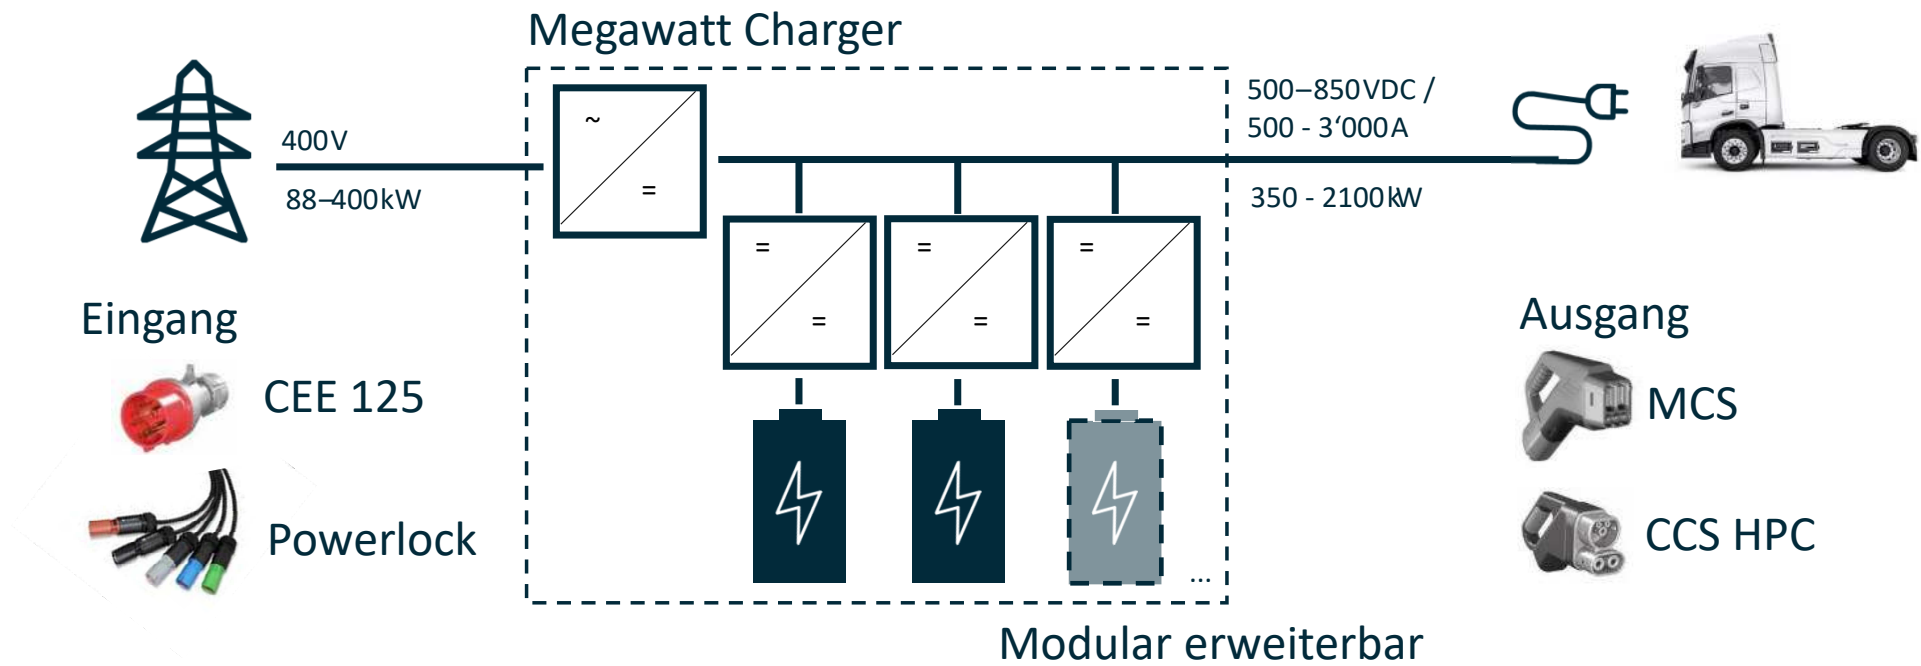 Megawatt Charger
400V
88–400kW
~
=
=
=
=
=
=
=
500–850VDC /
500 - 3‘000A
350 - 2100kW
Eingang
CEE 125
Powerlock
Ausgang
MCS
CCS HPC
...
Modular erweiterbar